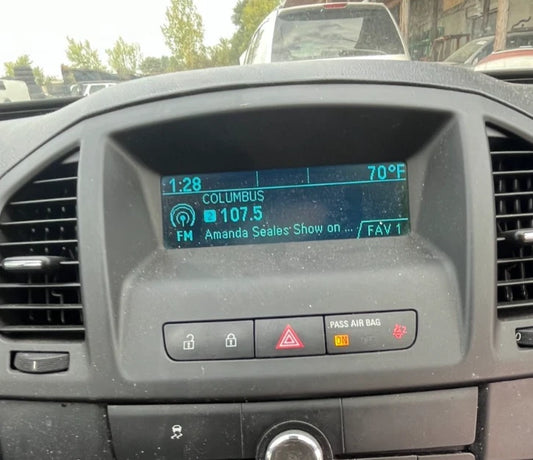 1:28 70°F
COLUMBUS
107.5
FM Amanda Seales Show on ... FAV 1
PASS AIR BAG
ON